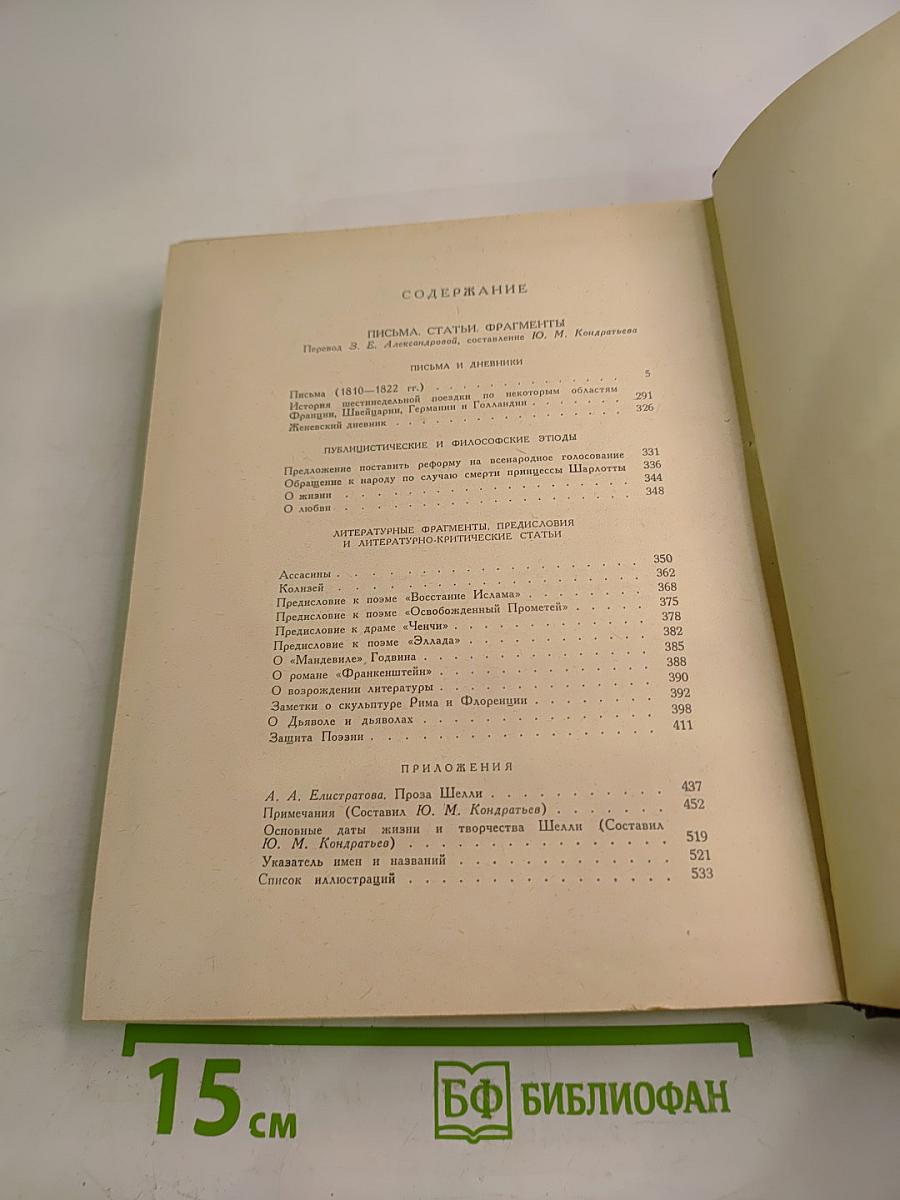 СОДЕРЖАНИЕ
ПИСЬМА, СТАТЬИ, ФРАГМЕНТЫ
Перевод З. Е. Александровой, составление Ю. М. Кондратьева
ПИСЬМА И ДНЕВНИКИ
Письма (1810—1822 гг.) . . . . . . . . . . . . . 5
История шестинедельной поездки по некоторым областям
Франции, Швейцарии, Германии и Голландии . . . . . . . 291
Женевский дневник . . . . . . . . . . . . . . . . 326
ПУБЛИЦИСТИЧЕСКИЕ И ФИЛОСОФСКИЕ ЭТЮДЫ
Предложение поставить реформу на всенародное голосование 331
Обращение к народу по случаю смерти принцессы Шарлотты 336
О жизни . . . . . . . . . . . . . . . . . . . 344
О любви . . . . . . . . . . . . . . . . . . . 348
ЛИТЕРАТУРНЫЕ ФРАГМЕНТЫ, ПРЕДИСЛОВИЯ
И ЛИТЕРАТУРНО-КРИТИЧЕСКИЕ СТАТЬИ
Ассасины . . . . . . . . . . . . . . . . . . . 350
Колизей . . . . . . . . . . . . . . . . . . . 362
Предисловие к поэме «Восстание Ислама» . . . . . . . . 368
Предисловие к поэме «Освобожденный Прометей» . . . . . 375
Предисловие к драме «Ченчи» . . . . . . . . . . . . 378
Предисловие к поэме «Эллада» . . . . . . . . . . . . 382
О «Мандевиле» Годвина . . . . . . . . . . . . . . 385
О романе «Франкенштейн» . . . . . . . . . . . . . . 388
О возрождении литературы . . . . . . . . . . . . . 390
Заметки о скульптуре Рима и Флоренции . . . . . . . . 392
О Дьяволе и дьяволах . . . . . . . . . . . . . . . 398
Защита Поэзии . . . . . . . . . . . . . . . . . 411
ПРИЛОЖЕНИЯ
А. А. Елистратова. Проза Шелли . . . . . . . . . . . 437
Примечания (Составил Ю. М. Кондратьев) . . . . . . . 452
Основные даты жизни и творчества Шелли (Составил
Ю. М. Кондратьев) . . . . . . . . . . . . . . . . 519
Указатель имен и названий . . . . . . . . . . . . . 521
Список иллюстраций . . . . . . . . . . . . . . . . 533
15 см
БФ БИБЛИОФАН